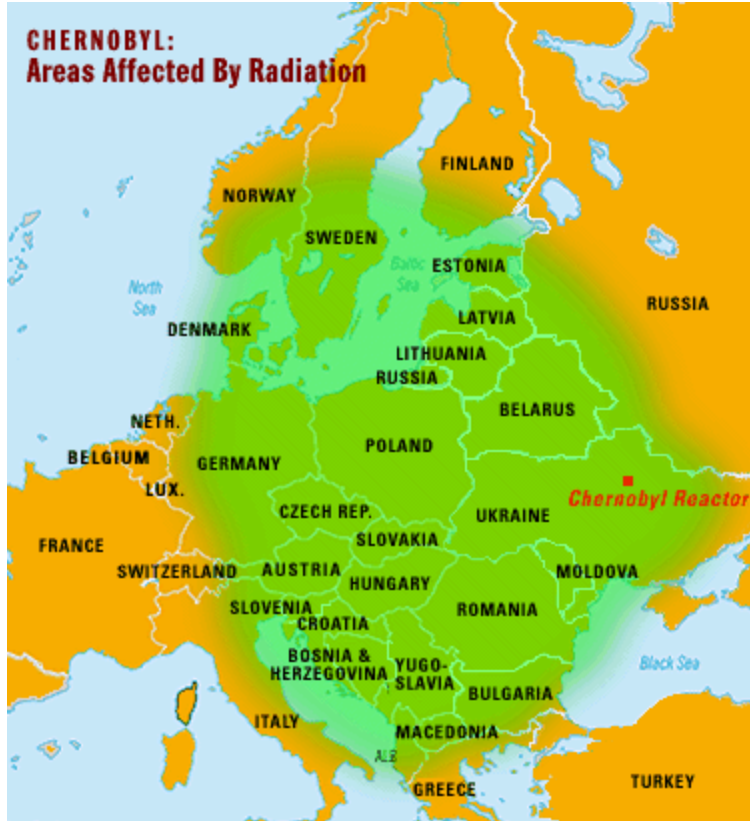 CHERNOBYL:
Areas Affected By Radiation
FINLAND
NORWAY
SWEDEN
Baltic
Sea
ESTONIA
North
Sea
RUSSIA
LATVIA
DENMARK
LITHUANIA
RUSSIA
BELARUS
NETH.
POLAND
BELGIUM
GERMANY
LUX.
Chernobyl Reactor
CZECH REP.
UKRAINE
SLOVAKIA
FRANCE
SWITZERLAND
AUSTRIA
MOLDOVA
HUNGARY
SLOVENIA
ROMANIA
CROATIA
BOSNIA &
HERZEGOVINA
YUGO-
SLAVIA
Black Sea
BULGARIA
ITALY
MACEDONIA
ALB
GREECE
TURKEY